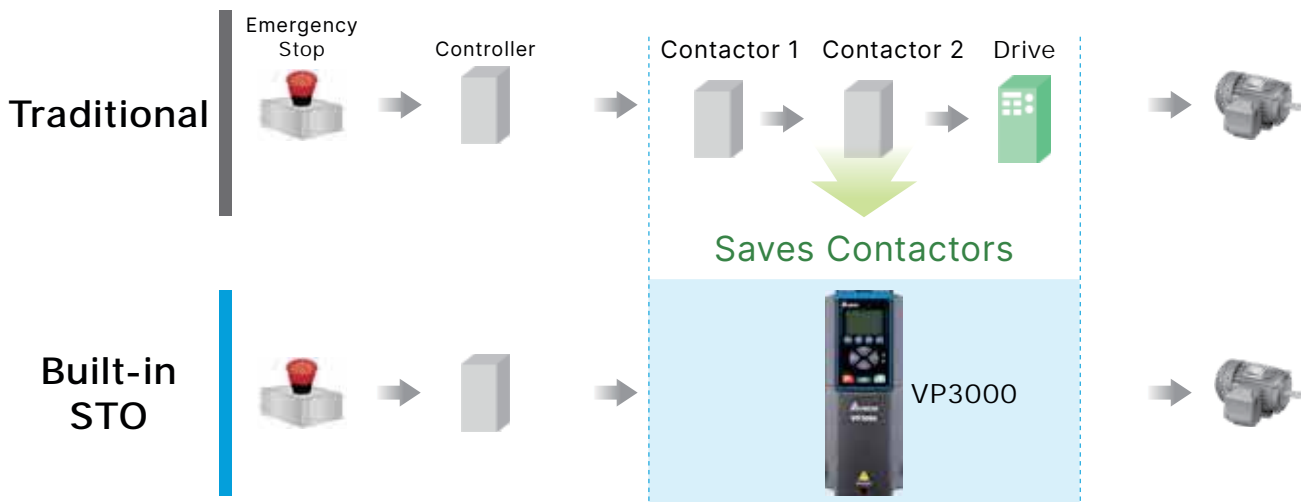 Emergency
Stop
Controller
Contactor 1
Contactor 2
Drive
Traditional
Saves Contactors
Built-in
STO
VP3000